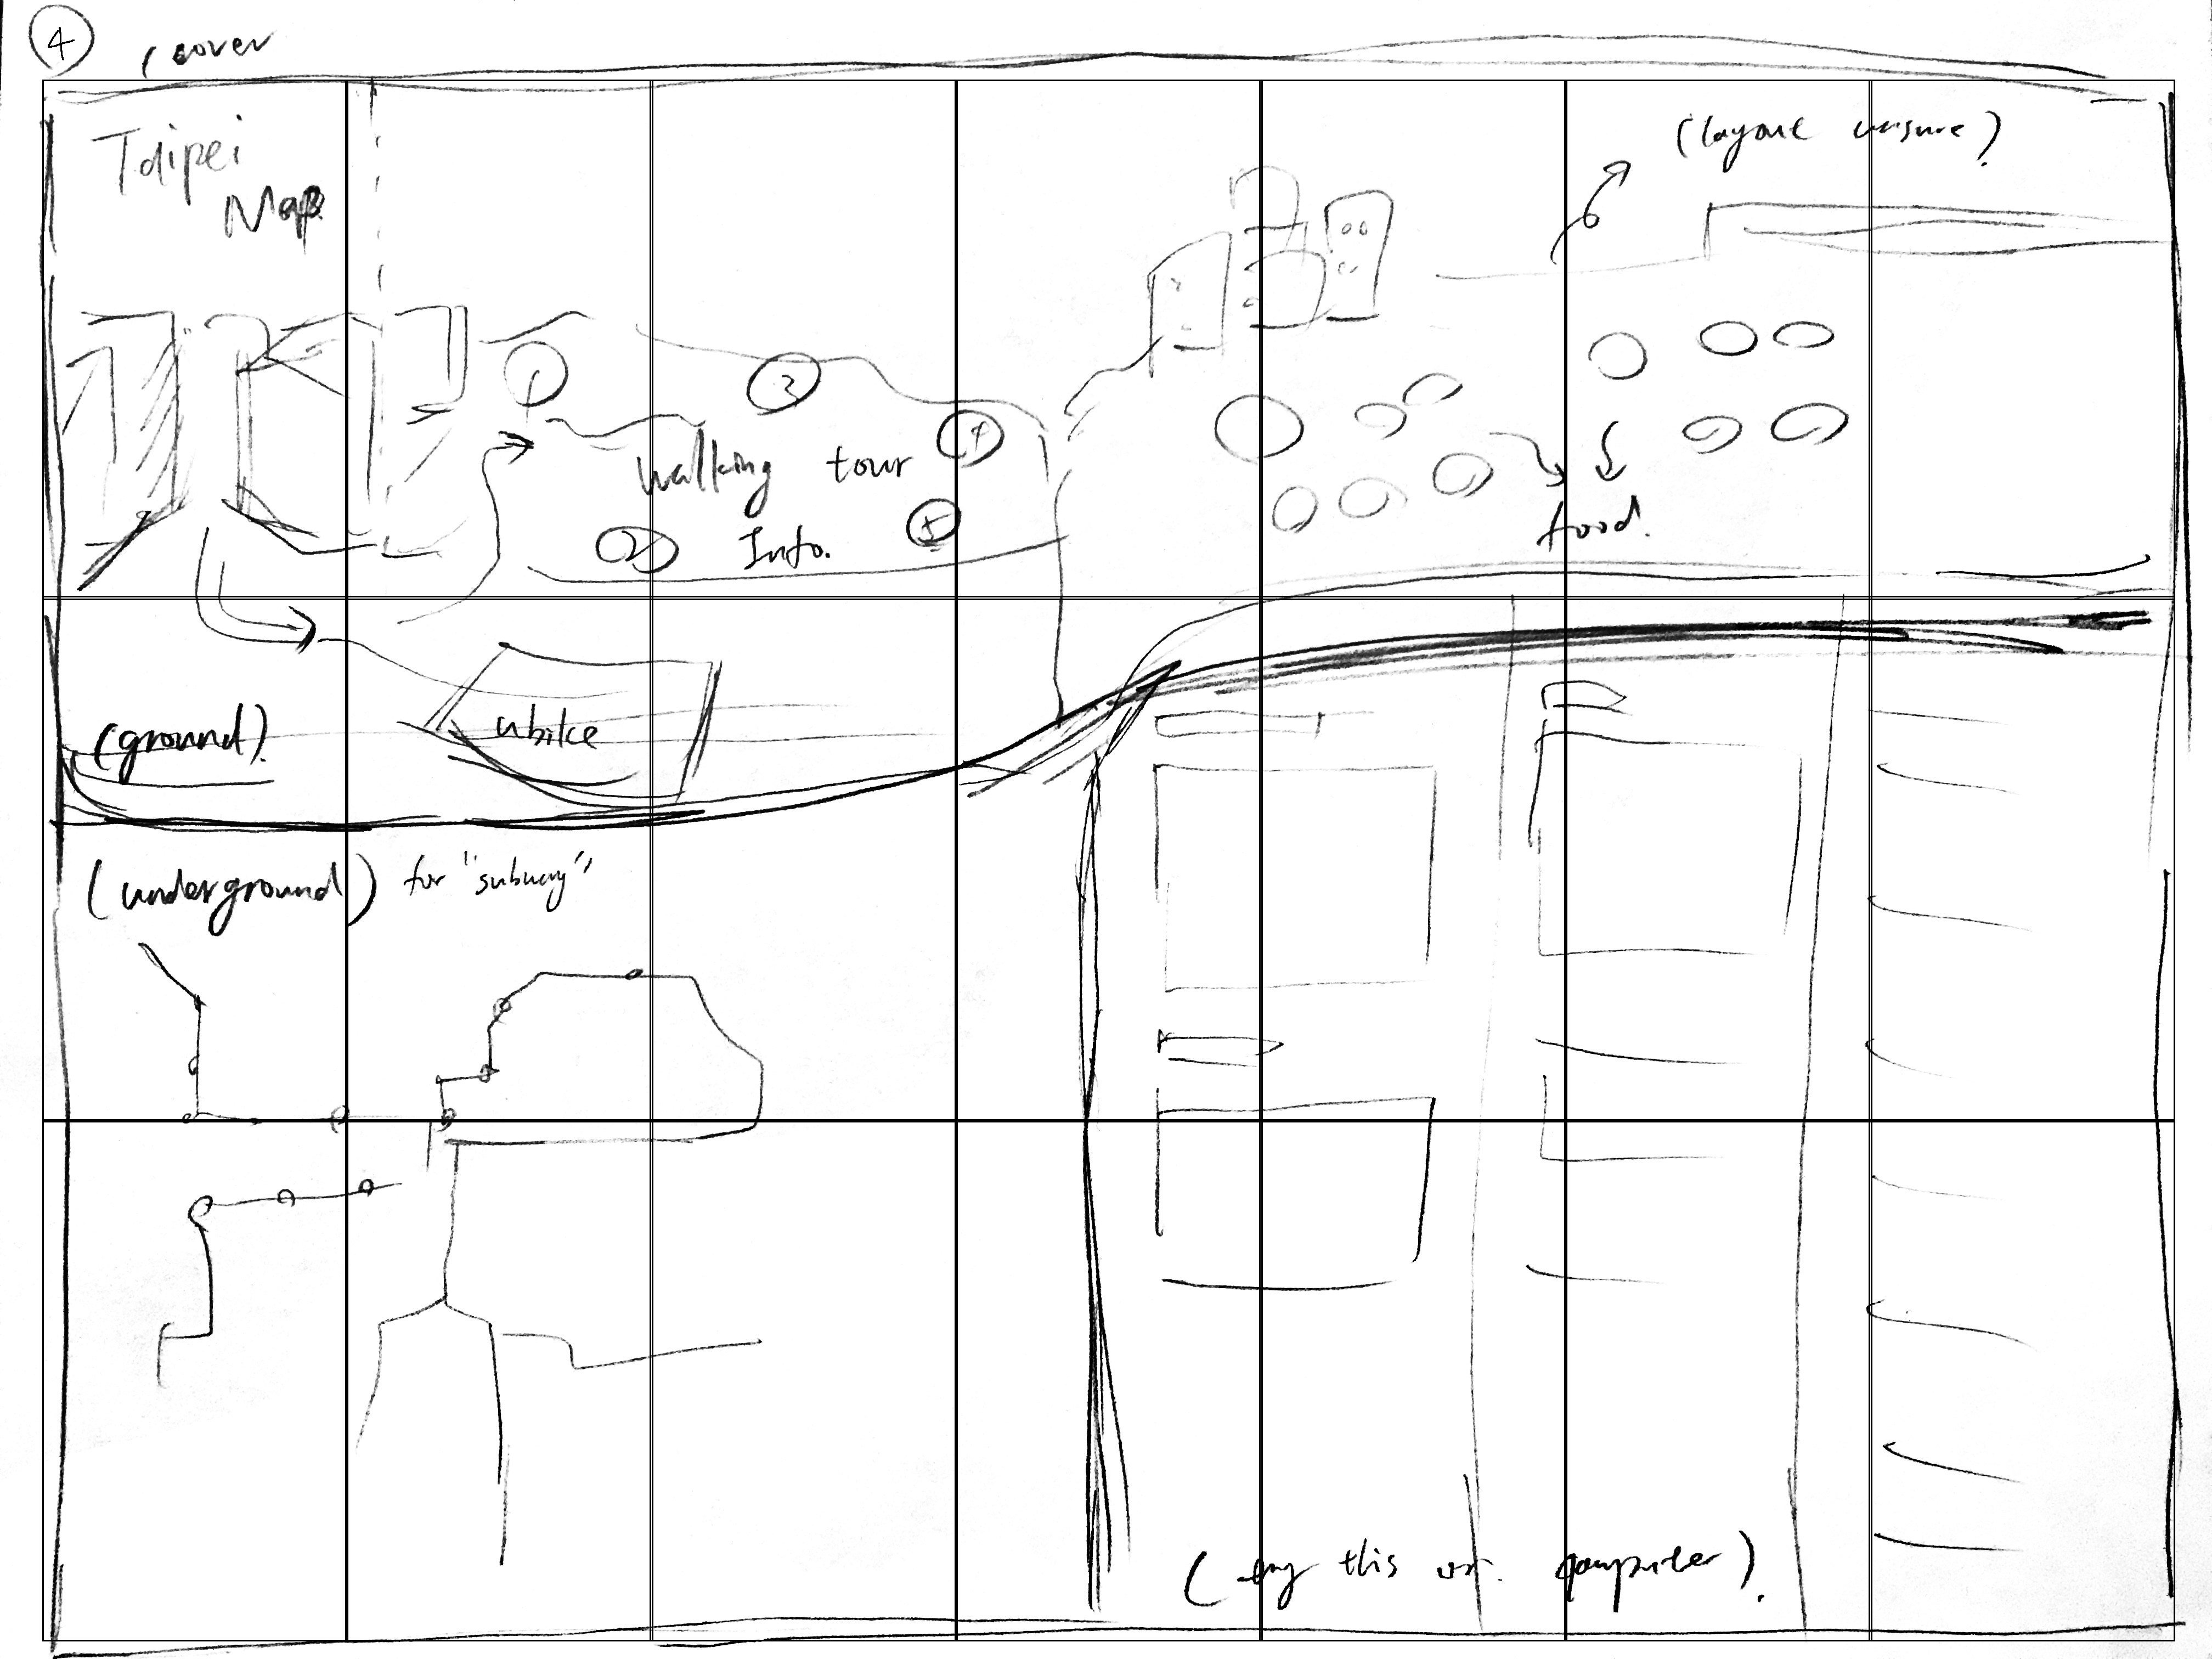 4
cover
Taipei
Map
(layout unsure)
1
3
4
walking tour
5
2
Info.
food.
(ground)
ubike
(underground) for "subway"
(try this on computer).